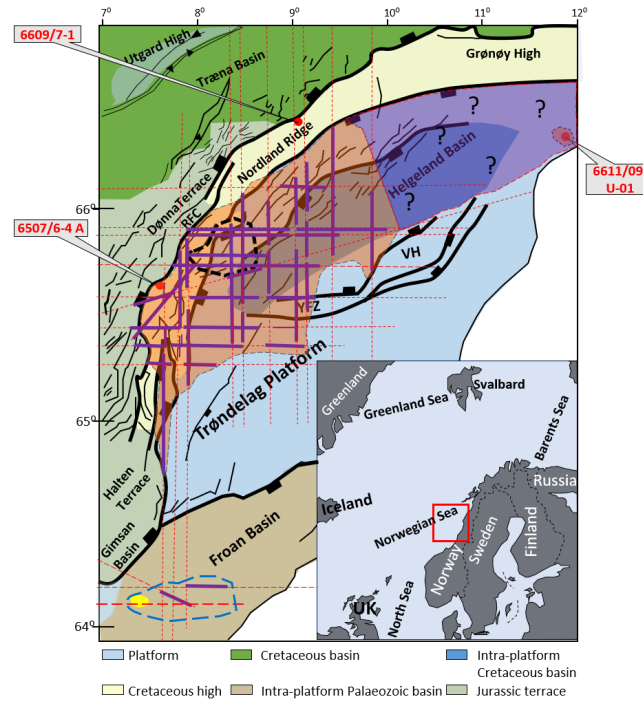 7° 8° 9° 10° 11° 12°
6609/7-1
Utgard High
Træna Basin
Grønøy High
66°
?
?
?
?
?
Nordland Ridge
Helgeland Basin
6611/09
U-01
DønnaTerrace
RFC
66°
6507/6-4 A
VH
YFZ
Trøndelag Platform
65°
Halten
Terrace
Gimsan
Basin
Froan Basin
64°
Greenland
Svalbard
Greenland Sea
Barents Sea
Iceland
Russia
Norwegian Sea
Norway
Sweden
Finland
North Sea
UK
Platform
Cretaceous basin
Intra-platform
Cretaceous basin
Cretaceous high
Intra-platform Palaeozoic basin
Jurassic terrace